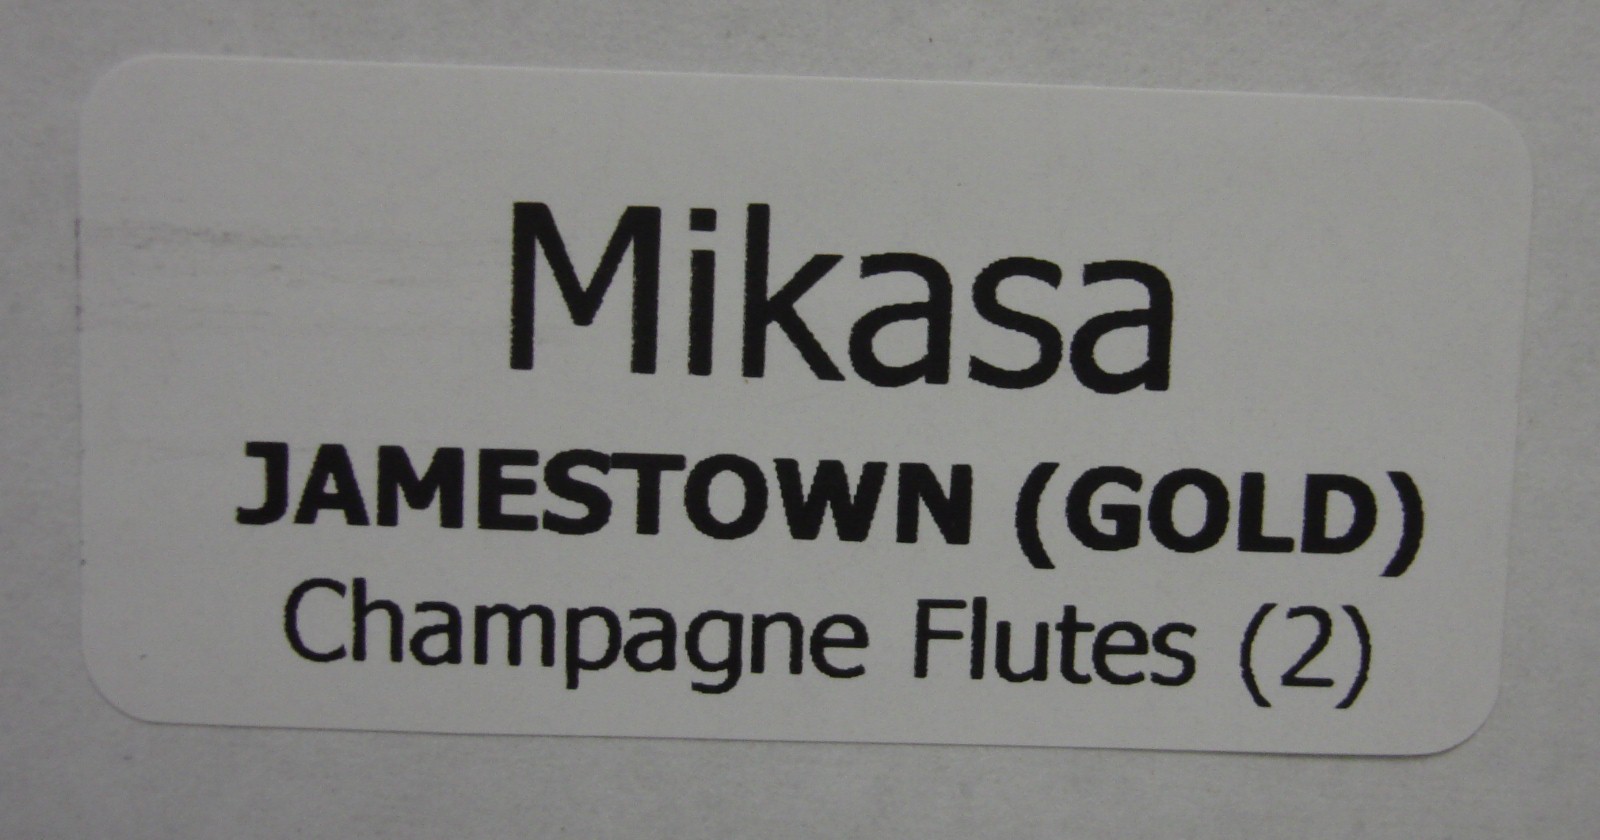 Mikasa
JAMESTOWN (GOLD)
Champagne Flutes (2)